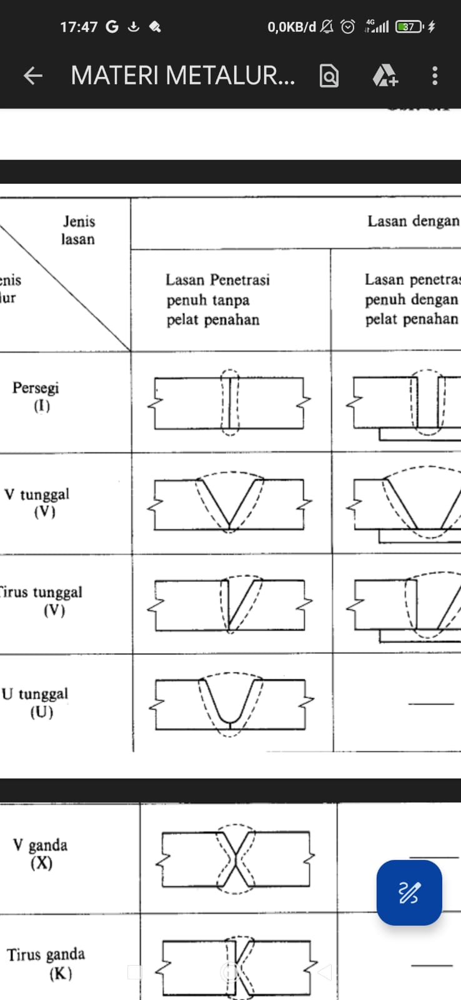 17:47
0,0KB/d
4G
37
MATERI METALUR...
Jenis
lasan
Lasan dengan
enis
lur
Lasan Penetrasi
penuh tanpa
pelat penahan
Lasan penetras
penuh dengan
pelat penahan
Persegi
(I)
V tunggal
(V)
Tirus tunggal
(V)
U tunggal
(U)
V ganda
(X)
Tirus ganda
(K)